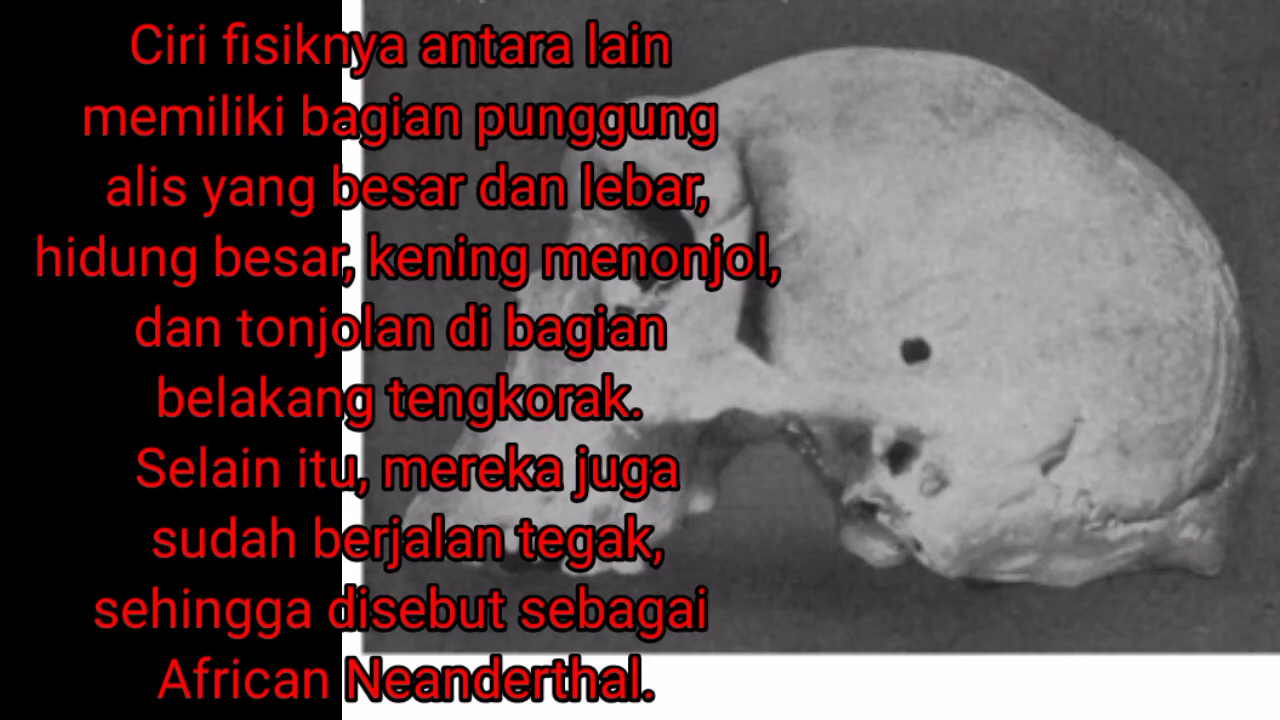 Ciri fisiknya antara lain
memiliki bagian punggung
alis yang besar dan lebar,
hidung besar, kening menonjol,
dan tonjolan di bagian
belakang tengkorak.
Selain itu, mereka juga
sudah berjalan tegak,
sehingga disebut sebagai
African Neanderthal.